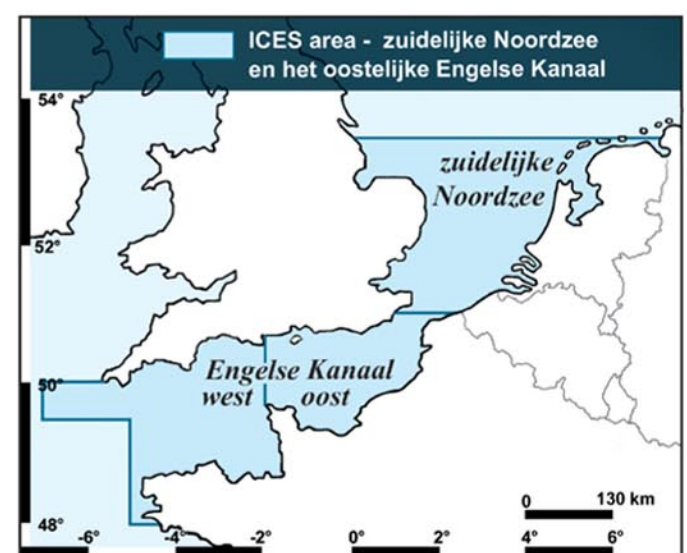 ICES area - zuidelijke Noordzee
en het oostelijke Engelse Kanaal
54°
zuidelijke
Noordzee
52°
Engelse Kanaal
50°
west oost
0 130 km
48°
-6° -4° -2° 0° 2° 4° 6°